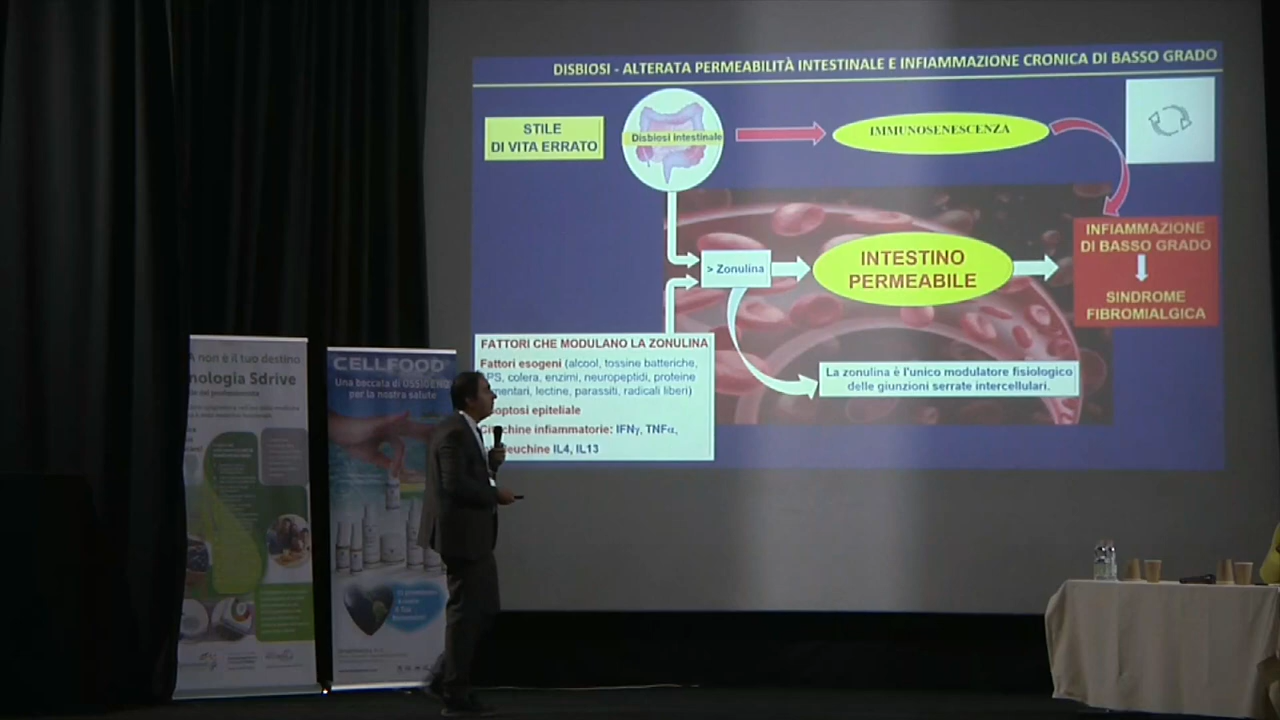 DISBIOSI - ALTERATA PERMEABILITÀ INTESTINALE E INFIAMMAZIONE CRONICA DI BASSO GRADO
STILE
DI VITA ERRATO
Disbiosi intestinale
IMMUNOSENESCENZA
INFIAMMAZIONE
DI BASSO GRADO
SINDROME
FIBROMIALGICA
> Zonulina
INTESTINO
PERMEABILE
FATTORI CHE MODULANO LA ZONULINA
Fattori esogeni (alcool, tossine batteriche,
PS, colera, enzimi, neuropeptidi, proteine
mentari, lectine, parassiti, radicali liberi)
optosi epiteliale
Citochine infiammatorie: IFNγ, TNFα,
leuchine IL4, IL13
La zonulina è l'unico modulatore fisiologico
delle giunzioni serrate intercellulari.
A non è il tuo destino
nologia Sdrive
CELLFOOD
Una boccata di OSSIGENO
per la nostra salute